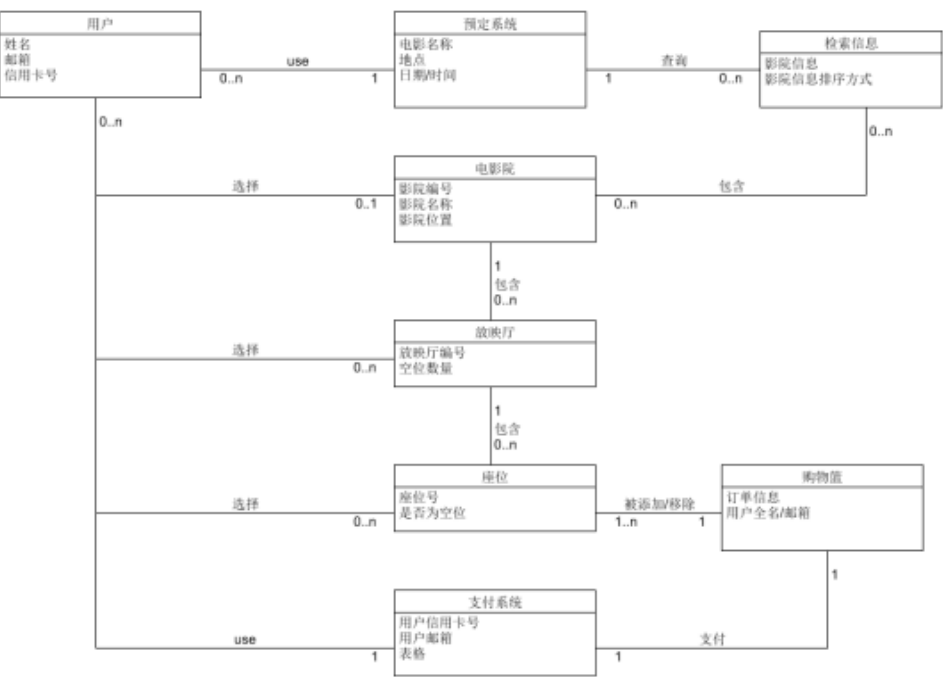 用户
姓名
邮箱
信用卡号
use
0..n
1
预定系统
电影名称
地点
日期/时间
查询
1
0..n
检索信息
影院信息
影院信息排序方式
0..n
0..n
选择
0..1
电影院
影院编号
影院名称
影院位置
包含
0..n
1
包含
0..n
选择
0..n
放映厅
放映厅编号
空位数量
1
包含
0..n
选择
0..n
座位
座位号
是否为空位
被添加/移除
1..n
1
购物篮
订单信息
用户全名/邮箱
1
use
1
支付系统
用户信用卡号
用户邮箱
表格
支付
1